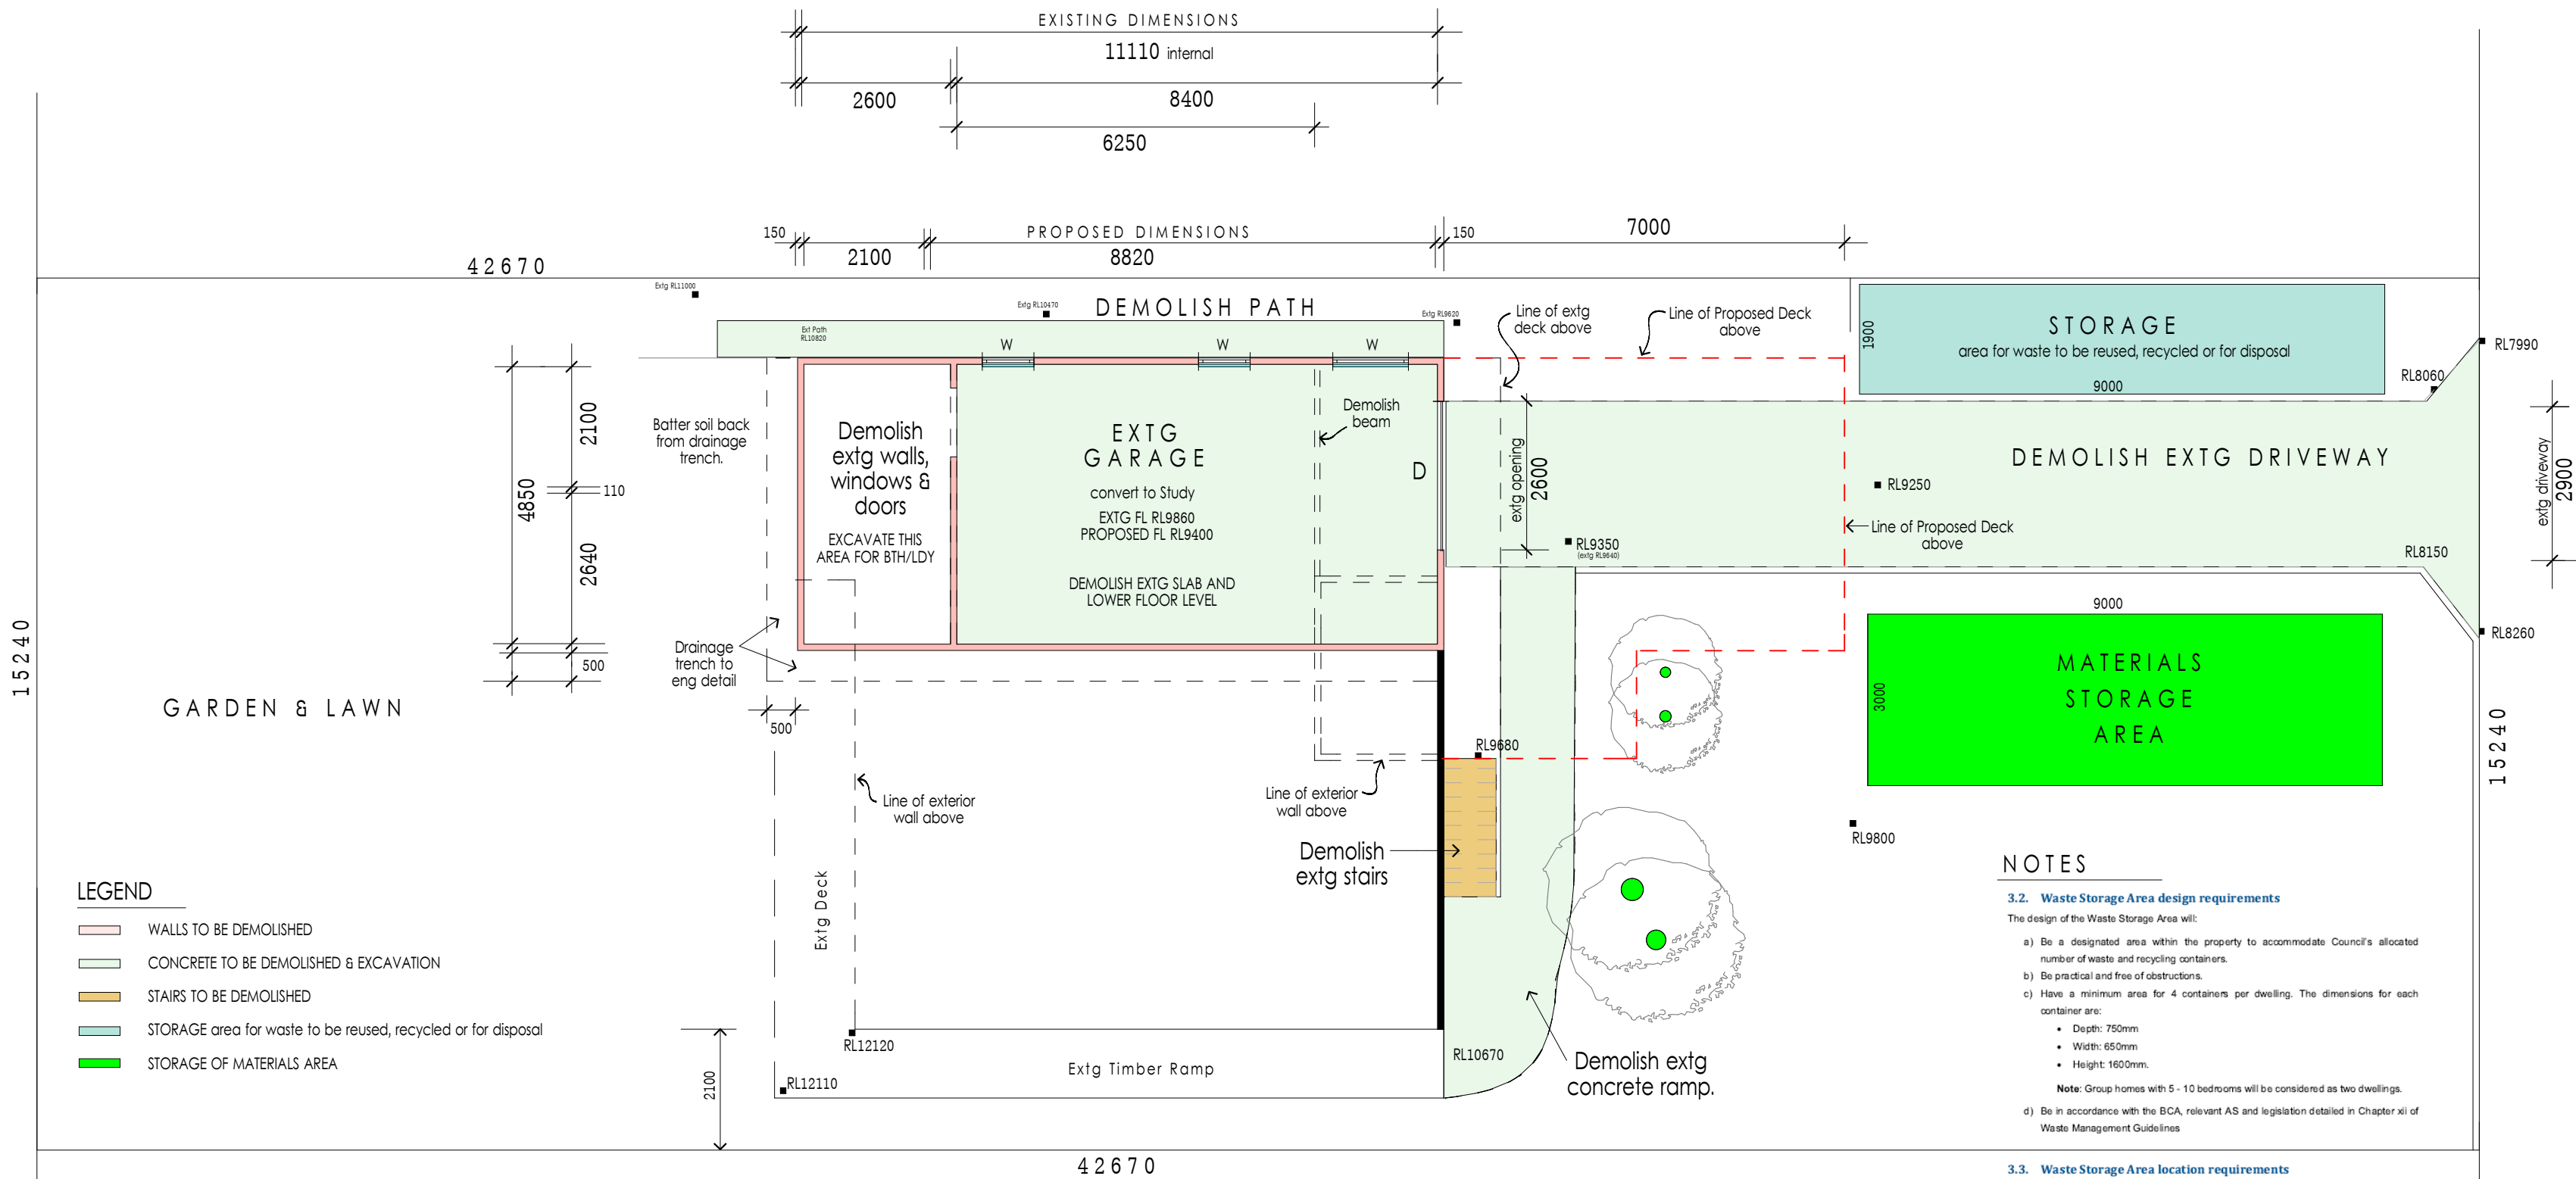 EXISTING DIMENSIONS
11110 internal
2600
8400
6250
PROPOSED DIMENSIONS
150
2100
8820
150
7000
42670
Extg RL11000
Extg RL10470
DEMOLISH PATH
Extg RL9620
Ext Path
RL10820
W
W
W
Line of extg
deck above
Line of Proposed Deck
above
1900
STORAGE
area for waste to be reused, recycled or for disposal
9000
RL7990
RL8060
Batter soil back
from drainage
trench.
2100
110
4850
2640
500
Demolish
extg walls,
windows &
doors
EXCAVATE THIS
AREA FOR BTH/LDY
EXTG
GARAGE
convert to Study
EXTG FL RL9860
PROPOSED FL RL9400
DEMOLISH EXTG SLAB AND
LOWER FLOOR LEVEL
Demolish
beam
D
extg opening
2600
DEMOLISH EXTG DRIVEWAY
RL9250
Line of Proposed Deck
above
RL9350
(extg RL9640)
RL8150
extg driveway
2900
15240
GARDEN & LAWN
Drainage
trench to
eng detail
500
9000
3000
MATERIALS
STORAGE
AREA
RL8260
15240
RL9680
Line of exterior
wall above
Line of exterior
wall above
Demolish
extg stairs
RL9800
Extg Deck
LEGEND
WALLS TO BE DEMOLISHED
CONCRETE TO BE DEMOLISHED & EXCAVATION
STAIRS TO BE DEMOLISHED
STORAGE area for waste to be reused, recycled or for disposal
STORAGE OF MATERIALS AREA
RL12120
RL12110
2100
Extg Timber Ramp
RL10670
Demolish extg
concrete ramp.
42670
NOTES
3.2. Waste Storage Area design requirements
The design of the Waste Storage Area will:
a) Be a designated area within the property to accommodate Council's allocated
number of waste and recycling containers.
b) Be practical and free of obstructions.
c) Have a minimum area for 4 containers per dwelling. The dimensions for each
container are:
• Depth: 750mm
• Width: 650mm
• Height: 1600mm.
Note: Group homes with 5 - 10 bedrooms will be considered as two dwellings.
d) Be in accordance with the BCA, relevant AS and legislation detailed in Chapter xii of
Waste Management Guidelines
3.3. Waste Storage Area location requirements